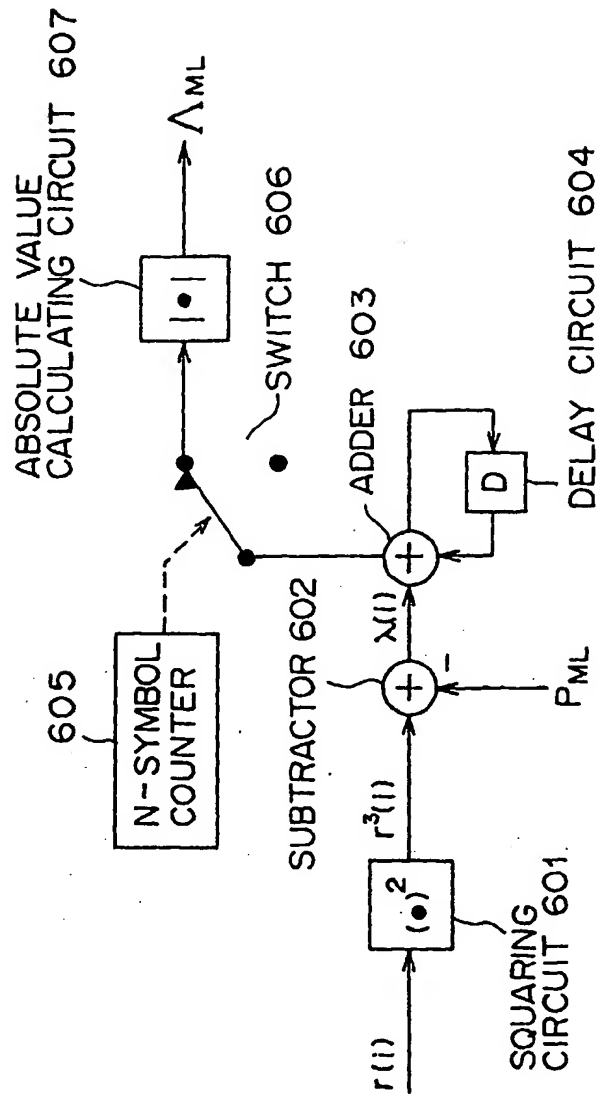 ABSOLUTE VALUE
CALCULATING CIRCUIT 607
|•|
ΛML
SWITCH 606
605
N-SYMBOL
COUNTER
SUBTRACTOR 602
ADDER 603
λ(i)
+
+
D
DELAY CIRCUIT 604
-
PML
r³(i)
(•)²
r(i)
SQUARING
CIRCUIT 601.